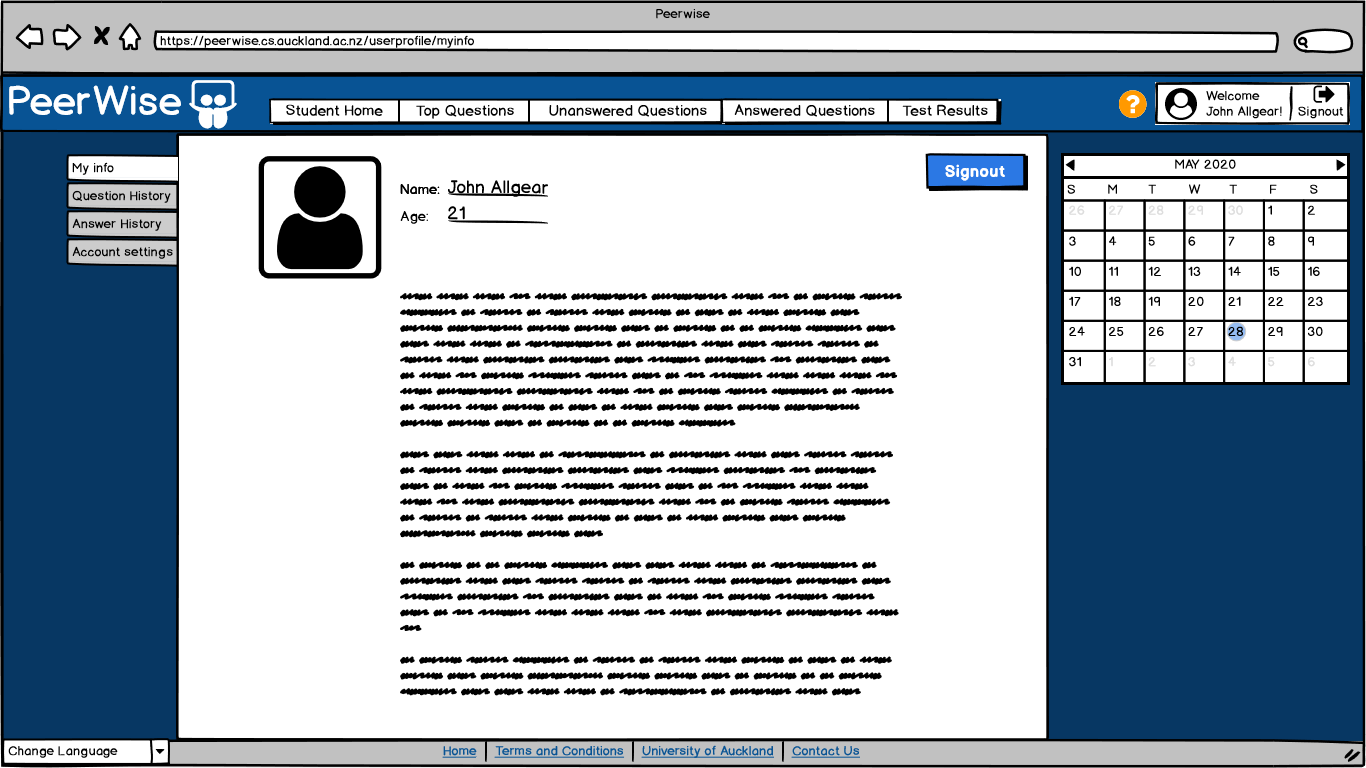 Peerwise
https://peerwise.cs.auckland.ac.nz/userprofile/myinfo
PeerWise
Student Home
Top Questions
Unanswered Questions
Answered Questions
Test Results
?
Welcome
John Allgear!
Signout
My info
Question History
Answer History
Account settings
Name: John Allgear
Age: 21
Signout
MAY 2020
S M T W T F S
26 27 28 29 30 1 2
3 4 5 6 7 8 9
10 11 12 13 14 15 16
17 18 19 20 21 22 23
24 25 26 27 28 29 30
31 1 2 3 4 5 6
Change Language
Home
Terms and Conditions
University of Auckland
Contact Us